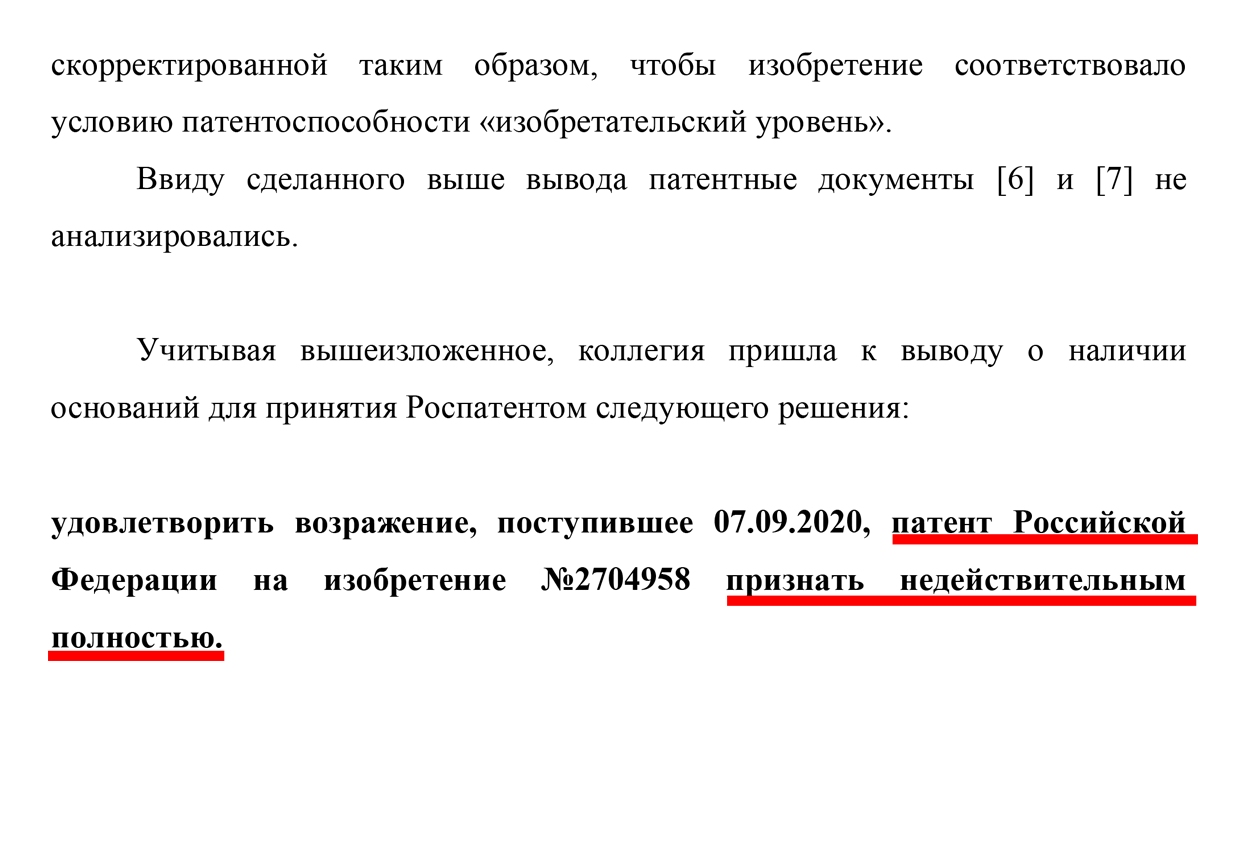 скорректированной таким образом, чтобы изобретение соответствовало
условию патентоспособности «изобретательский уровень».
Ввиду сделанного выше вывода патентные документы [6] и [7] не
анализировались.
Учитывая вышеизложенное, коллегия пришла к выводу о наличии
оснований для принятия Роспатентом следующего решения:
удовлетворить возражение, поступившее 07.09.2020, патент Российской
Федерации на изобретение №2704958 признать недействительным
полностью.